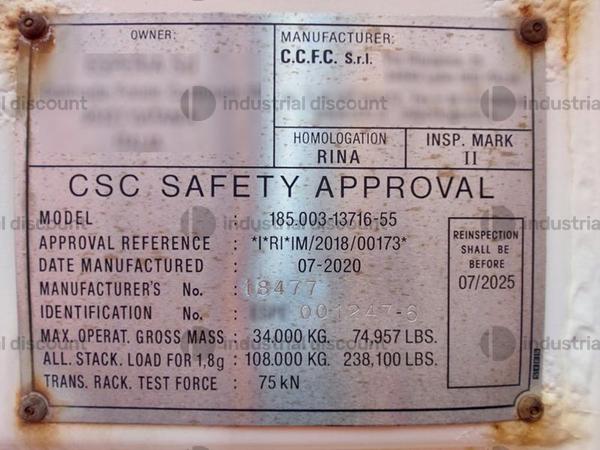 OWNER:
MANUFACTURER:
C.C.F.C. S.r.l.
HOMOLOGATION
RINA
INSP. MARK
II
CSC SAFETY APPROVAL
MODEL : 185.003-13716-55
APPROVAL REFERENCE : *I*RI*IM/2018/00173*
DATE MANUFACTURED : 07-2020
MANUFACTURER'S No. : 18477
IDENTIFICATION No. : 001247-6
MAX. OPERAT. GROSS MASS : 34.000 KG. 74,957 LBS.
ALL. STACK. LOAD FOR 1,8g : 108.000 KG. 238,100 LBS.
TRANS. RACK. TEST FORCE : 75 kN
REINSPECTION
SHALL BE
BEFORE
07/2025
industrial discount